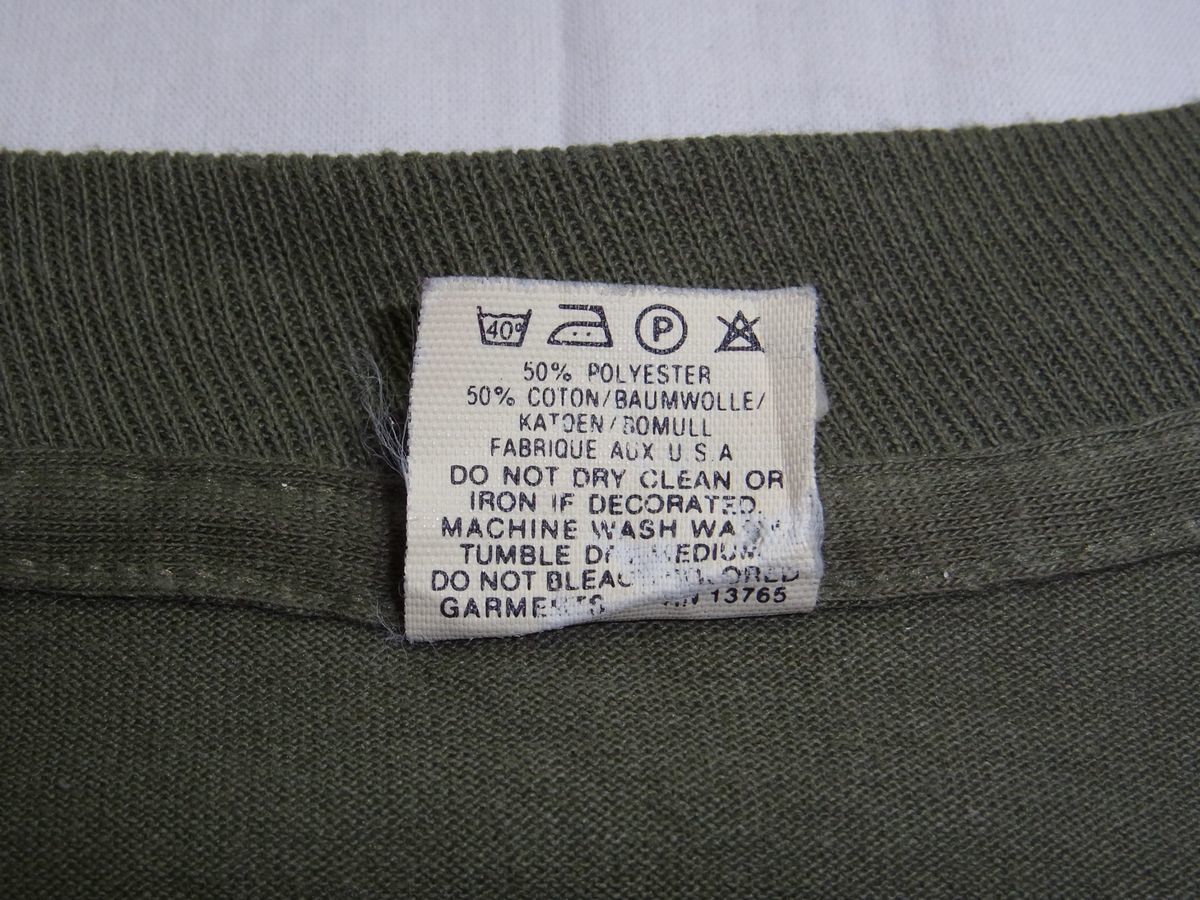 40°
P
50% POLYESTER
50% COTON/BAUMWOLLE/
KATOEN/BOMULL
FABRIQUE AUX U.S.A
DO NOT DRY CLEAN OR
IRON IF DECORATED.
MACHINE WASH
TUMBLE MEDIUM
DO NOT
GARMENTS 13765